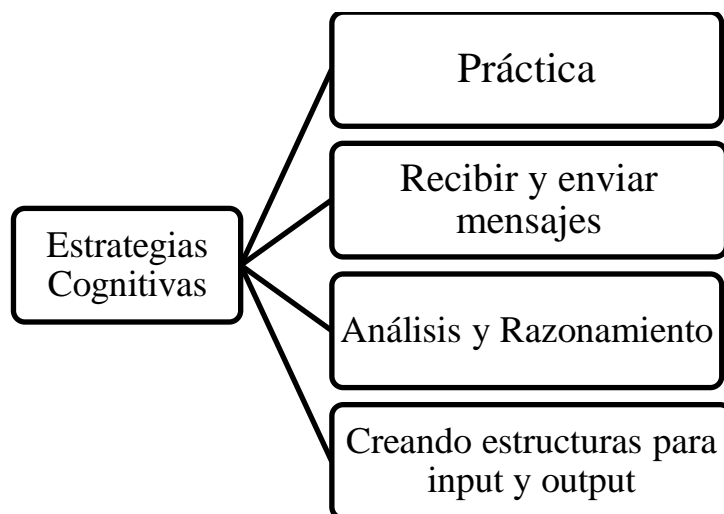 Práctica
Recibir y enviar
mensajes
Estrategias
Cognitivas
Análisis y Razonamiento
Creando estructuras para
input y output